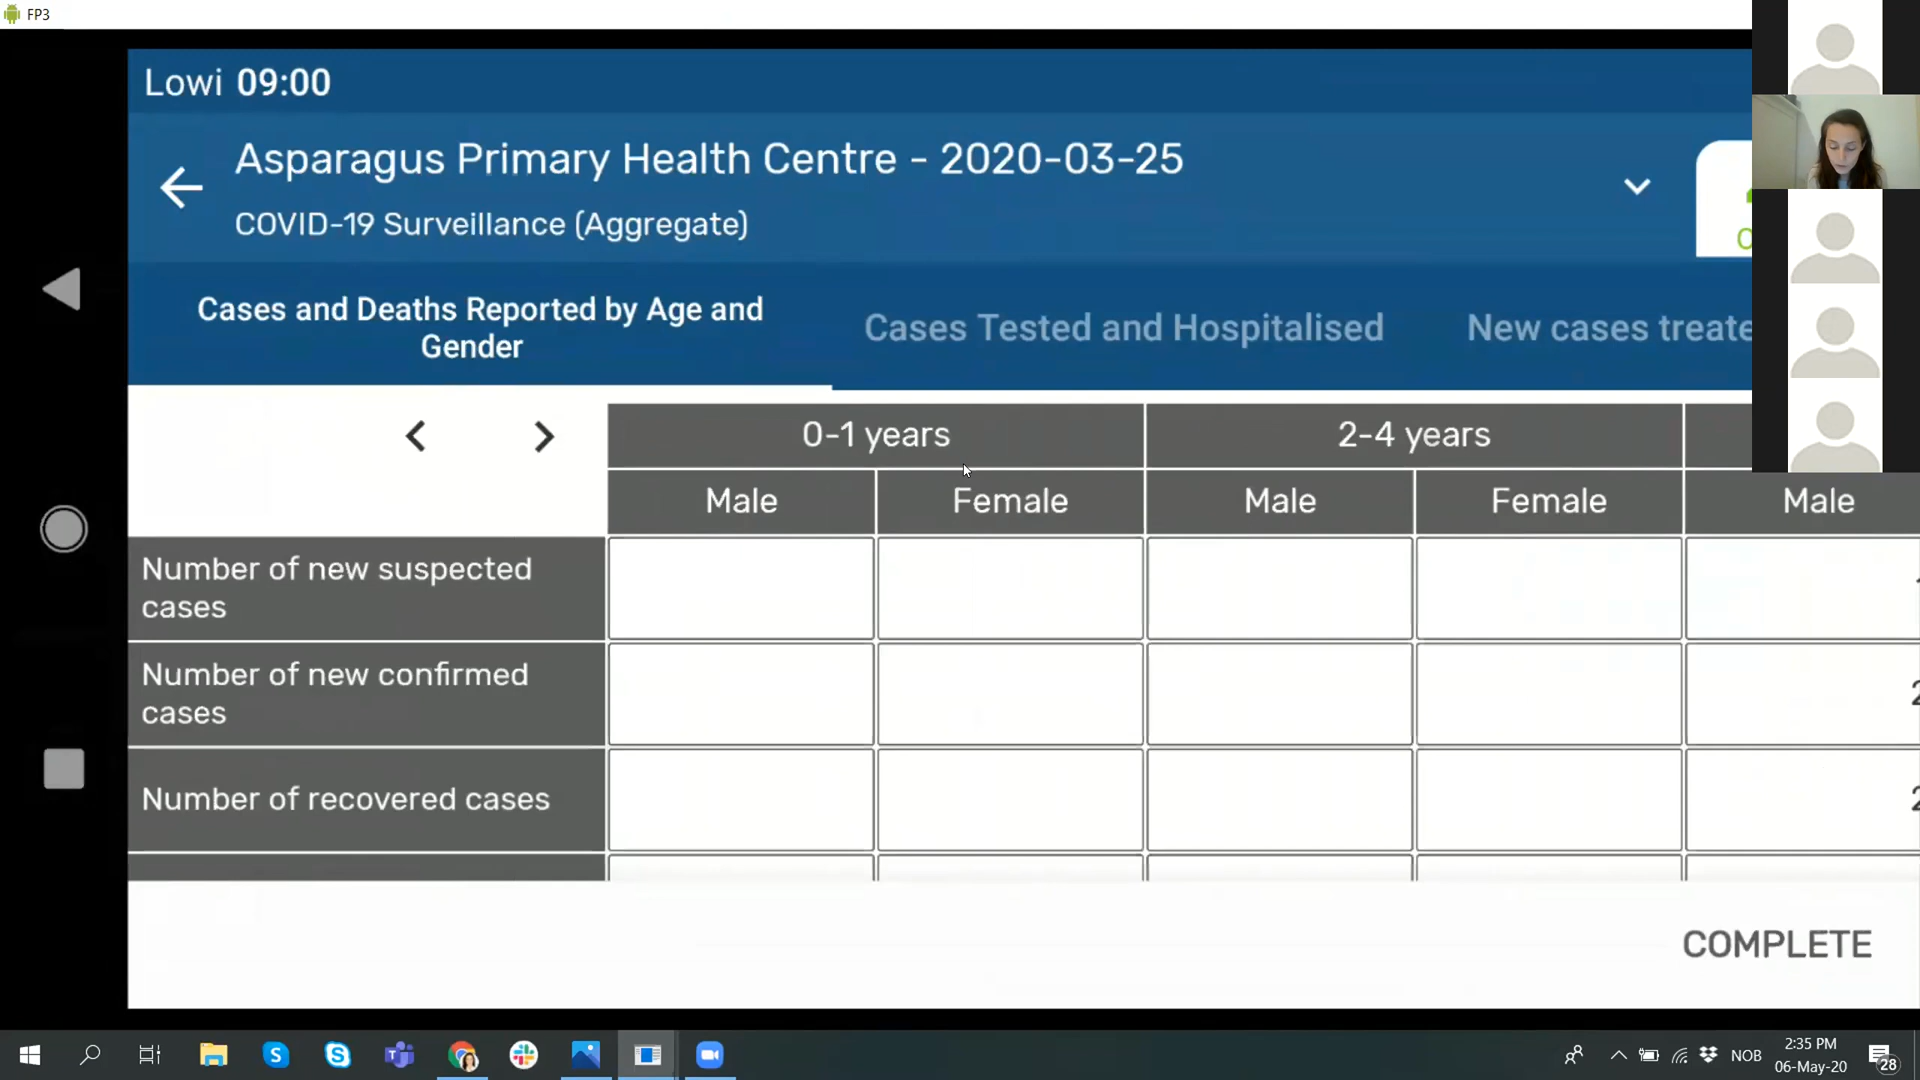 FP3
Lowi 09:00
Asparagus Primary Health Centre - 2020-03-25
COVID-19 Surveillance (Aggregate)
Cases and Deaths Reported by Age and
Gender
Cases Tested and Hospitalised
New cases treate
0-1 years
2-4 years
Male
Female
Male
Female
Male
Number of new suspected
cases
Number of new confirmed
cases
2
Number of recovered cases
2
COMPLETE
NOB
2:35 PM
06-May-20
28